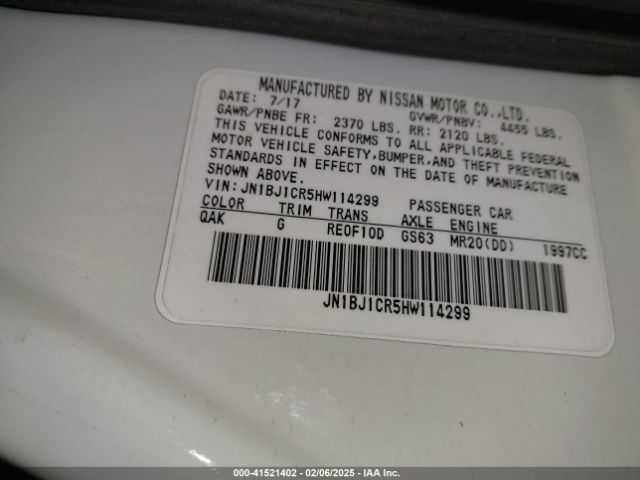 MANUFACTURED BY NISSAN MOTOR CO.,LTD.
DATE: 7/17 GVWR/PNBV: 4455 LBS.
GAWR/PNBE FR: 2370 LBS. RR: 2120 LBS.
THIS VEHICLE CONFORMS TO ALL APPLICABLE FEDERAL
MOTOR VEHICLE SAFETY,BUMPER,AND THEFT PREVENTION
STANDARDS IN EFFECT ON THE DATE OF MANUFACTURE
SHOWN ABOVE.
VIN:JN1BJ1CR5HW114299 PASSENGER CAR
COLOR TRIM TRANS AXLE ENGINE
QAK G RE0F10D GS63 MR20(DD) 1997CC
JN1BJ1CR5HW114299
000-41521402 - 02/06/2025 - IAA Inc.